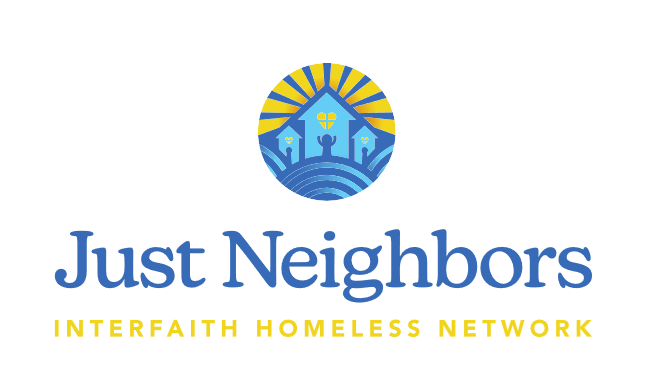 Just Neighbors
INTERFAITH HOMELESS NETWORK